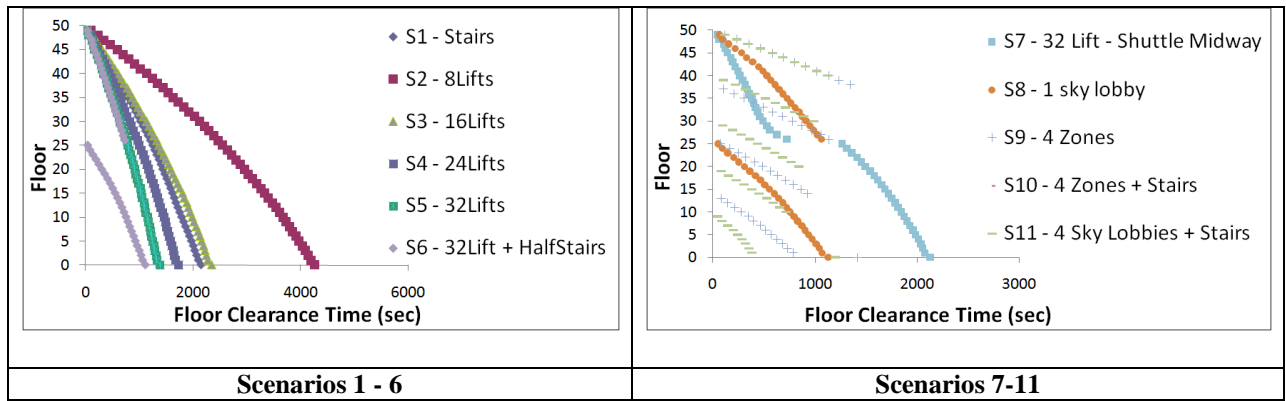 50
45
40
35
30
25
20
15
10
5
0
Floor
0
2000
4000
6000
Floor Clearance Time (sec)
S1 - Stairs
S2 - 8Lifts
S3 - 16Lifts
S4 - 24Lifts
S5 - 32Lifts
S6 - 32Lift + HalfStairs
50
45
40
35
30
25
20
15
10
5
0
Floor
0
1000
2000
3000
Floor Clearance Time (sec)
S7 - 32 Lift - Shuttle Midway
S8 - 1 sky lobby
S9 - 4 Zones
S10 - 4 Zones + Stairs
S11 - 4 Sky Lobbies + Stairs
Scenarios 1 - 6
Scenarios 7-11